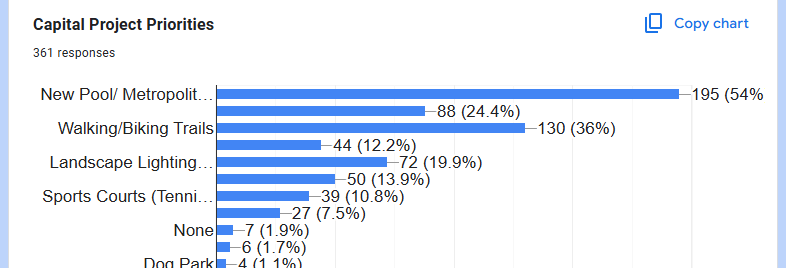 Capital Project Priorities
Copy chart
361 responses
New Pool/ Metropolit… 195 (54%
88 (24.4%)
Walking/Biking Trails 130 (36%)
44 (12.2%)
Landscape Lighting… 72 (19.9%)
50 (13.9%)
Sports Courts (Tenni… 39 (10.8%)
27 (7.5%)
None 7 (1.9%)
6 (1.7%)
Dog Park 4 (1.1%)